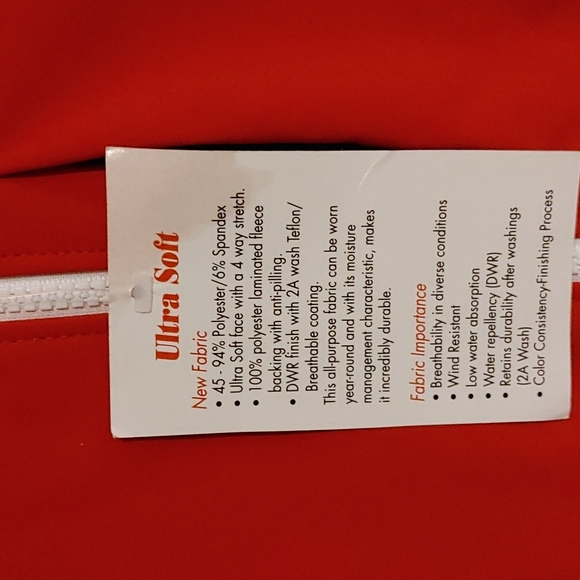 Ultra Soft
New Fabric
• 45 - 94% Polyester/6% Spandex
• Ultra Soft face with a 4 way stretch.
• 100% polyester laminated fleece
backing with anti-pilling.
• DWR finish with 2A wash Teflon/
Breathable coating.
This all-purpose fabric can be worn
year-round and with its moisture
management characteristic, makes
it incredibly durable.
Fabric Importance
• Breathability in diverse conditions
• Wind Resistant
• Low water absorption
• Water repellency (DWR)
• Retains durability after washings
(2A Wash)
• Color Consistency-Finishing Process